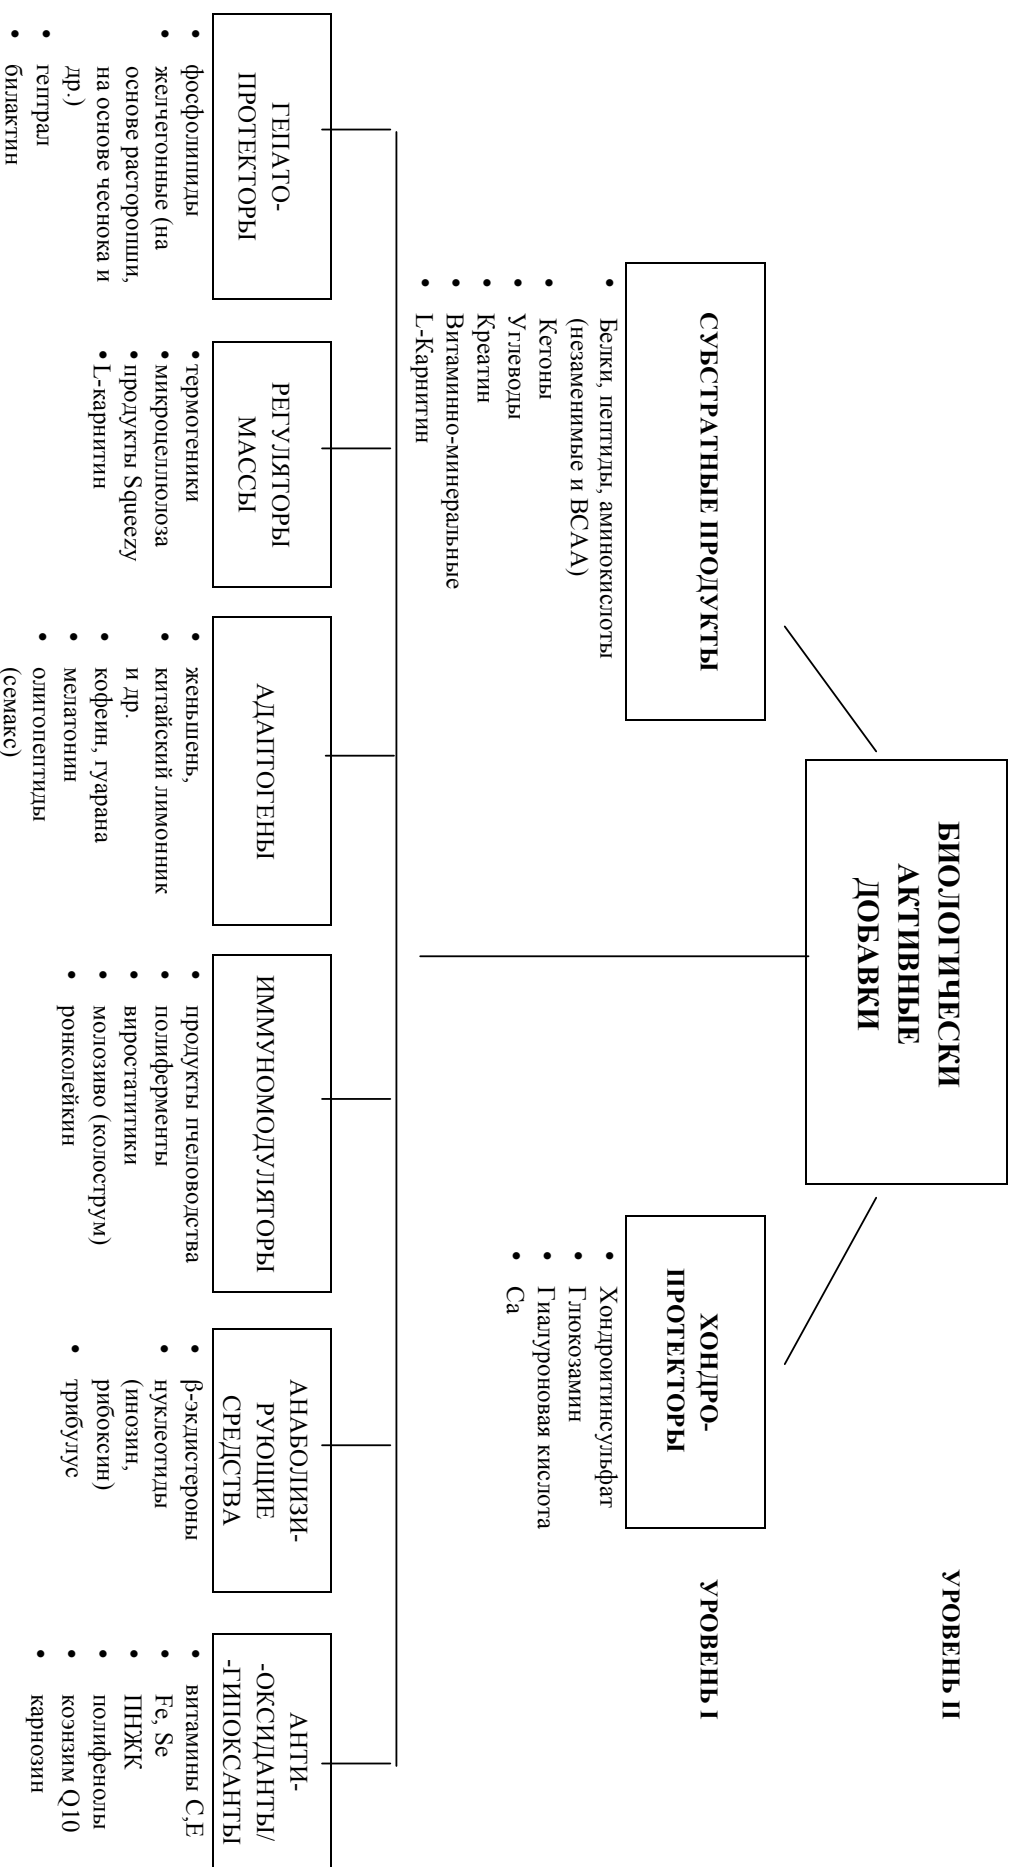 БИОЛОГИЧЕСКИ
АКТИВНЫЕ
ДОБАВКИ
УРОВЕНЬ II
СУБСТРАТНЫЕ ПРОДУКТЫ
• Белки, пептиды, аминокислоты
(незаменимые и BCAA)
• Кетоны
• Углеводы
• Креатин
• Витаминно-минеральные
• L-Карнитин
ХОНДРО-
ПРОТЕКТОРЫ
• Хондроитинсульфат
• Глюкозамин
• Гиалуроновая кислота
• Ca
УРОВЕНЬ I
ГЕПАТО-
ПРОТЕКТОРЫ
• фосфолипиды
• желчегонные (на
основе расторопши,
на основе чеснока и
др.)
• гептрал
• билактин
РЕГУЛЯТОРЫ
МАССЫ
• термогеники
• микроцеллюлоза
• продукты Squeezy
• L-карнитин
АДАПТОГЕНЫ
• женьшень,
• китайский лимонник
и др.
• кофеин, гуарана
• мелатонин
• олигопептиды
(семакс)
ИММУНОМОДУЛЯТОРЫ
• продукты пчеловодства
• полиферменты
• виростатитики
• молозиво (колострум)
• ронколейкин
АНАБОЛИЗИ-
РУЮЩИЕ
СРЕДСТВА
• β-экдистероны
• нуклеотиды
(инозин,
рибоксин)
• трибулус
АНТИ-
-ОКСИДАНТЫ/
-ГИПОКСАНТЫ
• витамины C,E
• Fe, Se
• ПНЖК
• полифенолы
• коэнзим Q10
• карнозин